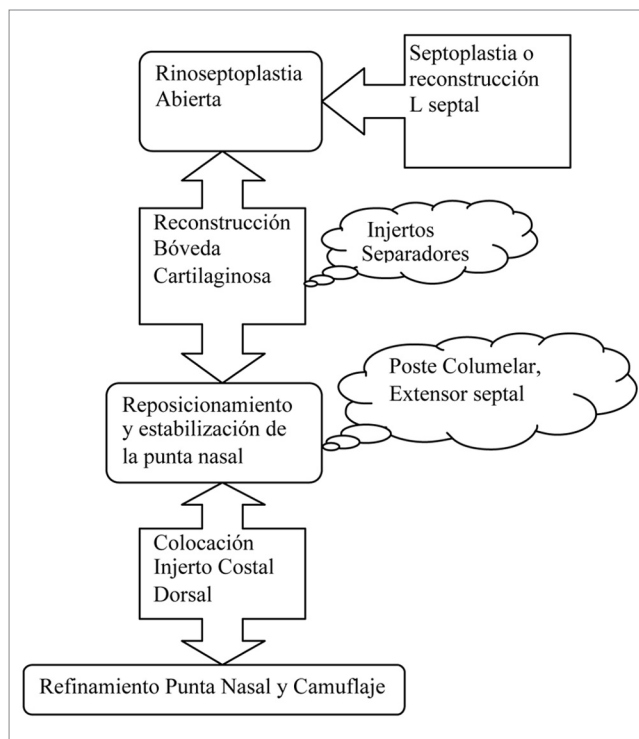 Rinoseptoplastia
Abierta
Septoplastia o
reconstrucción
L septal
Reconstrucción
Bóveda
Cartilaginosa
Injertos
Separadores
Reposicionamiento
y estabilización de
la punta nasal
Poste Columelar,
Extensor septal
Colocación
Injerto Costal
Dorsal
Refinamiento Punta Nasal y Camuflaje